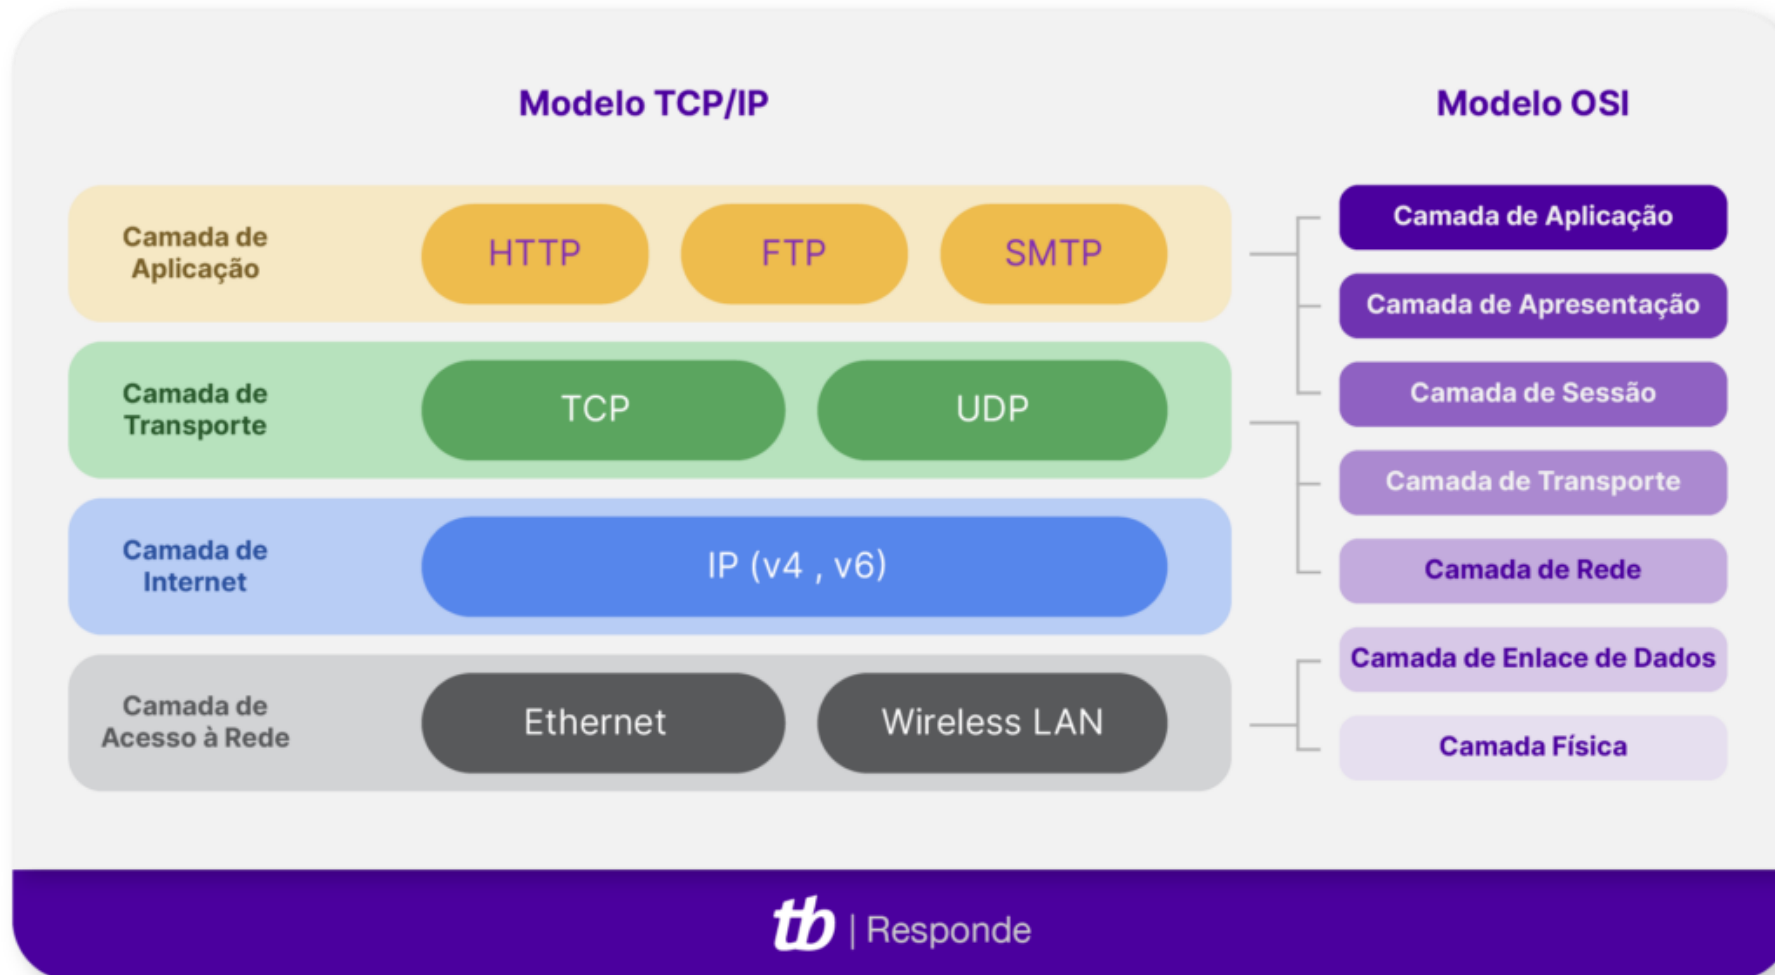 Modelo TCP/IP
Modelo OSI
Camada de
Aplicação
HTTP
FTP
SMTP
Camada de
Transporte
TCP
UDP
Camada de
Internet
IP (v4 , v6)
Camada de
Acesso à Rede
Ethernet
Wireless LAN
Camada de Aplicação
Camada de Apresentação
Camada de Sessão
Camada de Transporte
Camada de Rede
Camada de Enlace de Dados
Camada Física
tb | Responde